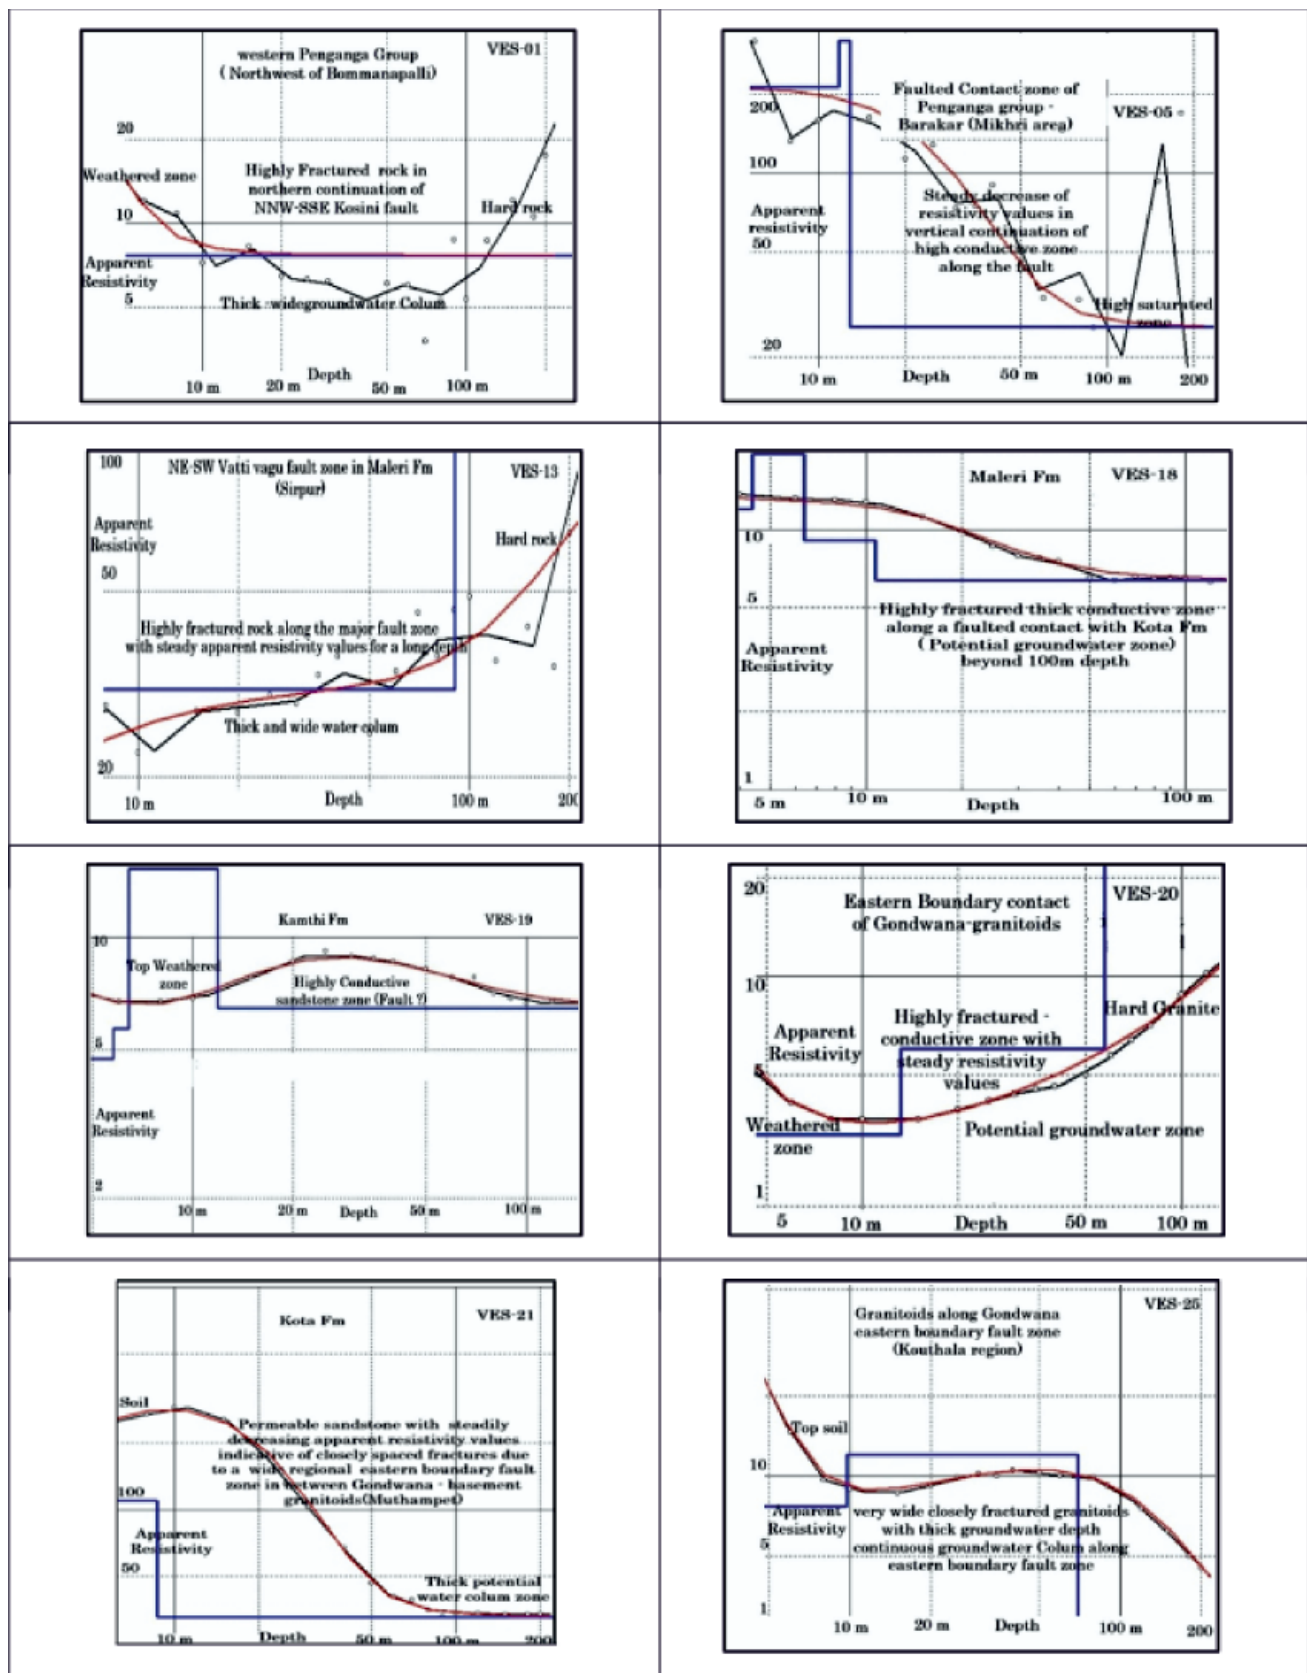 western Penganga Group
( Northwest of Bommanapalli)
VES-01
20
Weathered zone
Highly Fractured rock in
northern continuation of
NNW-SSE Kosini fault
Hard rock
10
Apparent
Resistivity
5
Thick :widegroundwater Colum
Depth
10 m
20 m
50 m
100 m
Faulted Contact zone of
Penganga group -
Barakar (Mikhri area)
VES-05
200
100
Apparent
resistivity
50
Steady decrease of
resistivity values in
vertical continuation of
high conductive zone
along the fault
High saturated
zone
20
10 m
Depth
50 m
100 m
200
100
NE-SW Vatti vagu fault zone in Maleri Fm
(Sirpur)
VES-13
Apparent
Resistivity
Hard rock
50
Highly fractured rock along the major fault zone
with steady apparent resistivity values for a long depth
Thick and wide water colum
20
10 m
Depth
100 m
200
Maleri Fm
VES-18
10
5
Highly fractured thick conductive zone
along a faulted contact with Kota Fm
( Potential groundwater zone)
beyond 100m depth
Apparent
Resistivity
1
5 m
10 m
Depth
100 m
Kamthi Fm
VES-19
10
Top Weathered
zone
Highly Conductive
sandstone zone (Fault ?)
5
Apparent
Resistivity
2
10 m
20 m
Depth
50 m
100 m
20
Eastern Boundary contact
of Gondwana-granitoids
VES-20
10
Apparent
Resistivity
Highly fractured -
conductive zone with
steady resistivity
values
Hard Granite
5
Weathered
zone
Potential groundwater zone
1
5
10 m
Depth
50 m
100 m
Kota Fm
VES-21
Soil
Permeable sandstone with steadily
decreasing apparent resistivity values
indicative of closely spaced fractures due
to a wide regional eastern boundary fault
zone in between Gondwana - basement
granitoids(Muthampet)
100
Apparent
Resistivity
50
Thick potential
water colum zone
10 m
Depth
50 m
100 m
200
Granitoids along Gondwana
eastern boundary fault zone
(Kouthala region)
VES-25
Top soil
10
Apparent
Resistivity
very wide closely fractured granitoids
with thick groundwater depth
continuous groundwater Colum along
eastern boundary fault zone
5
1
10 m
20 m
Depth
100 m
200